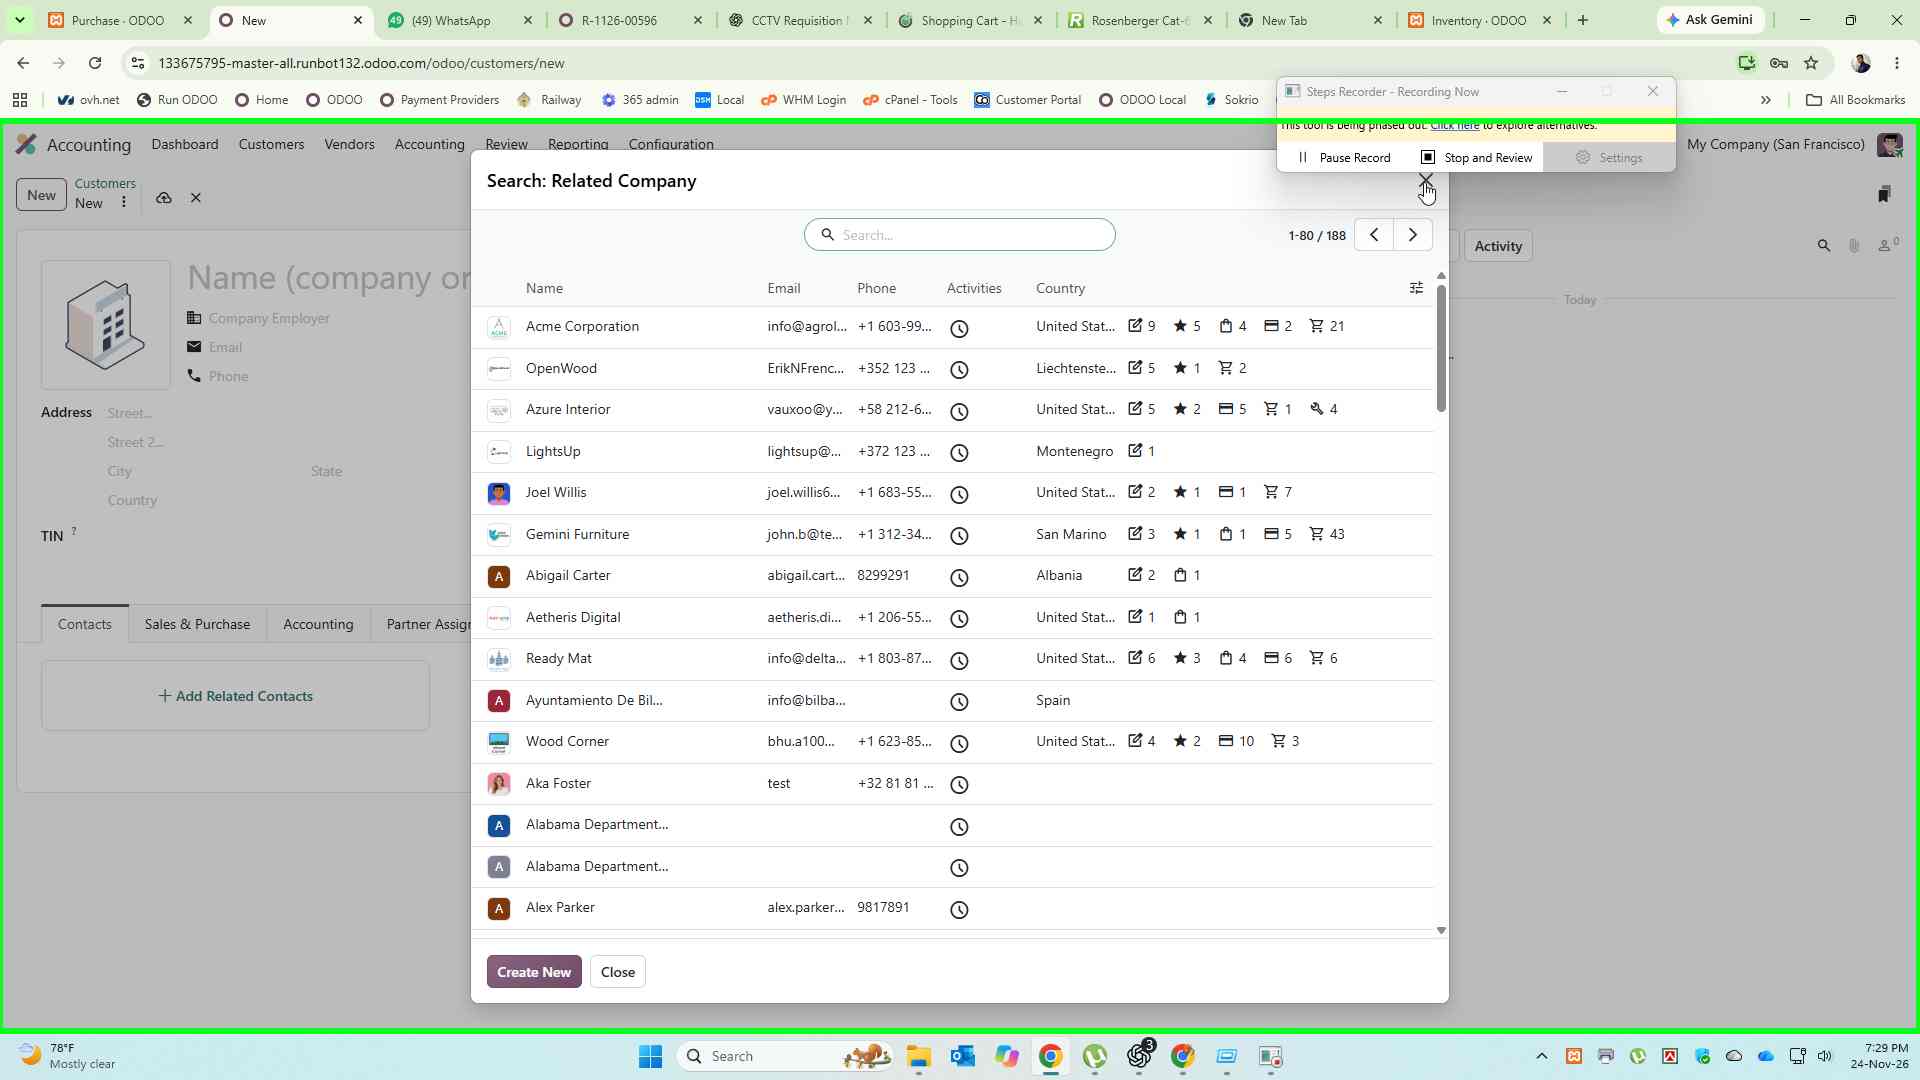 Purchase - ODOO
New
49
(49) WhatsApp
R-1126-00596
CCTV Requisition
Shopping Cart - H
Rosenberger Cat-6
New Tab
Inventory - ODOO
Ask Gemini
133675795-master-all.runbot132.odoo.com/odoo/customers/new
ovh.net
Run ODOO
Home
ODOO
Payment Providers
Railway
365 admin
Local
WHM Login
cPanel - Tools
Customer Portal
ODOO Local
Sokrio
All Bookmarks
Steps Recorder - Recording Now
This tool is being phased out. Click here to explore alternatives.
Pause Record
Stop and Review
Settings
Accounting
Dashboard
Customers
Vendors
Accounting
Review
Reporting
Configuration
My Company (San Francisco)
New
Customers
New
Activity
0
Today
Name (company or
Company Employer
Email
Phone
Address
Street...
Street 2...
City
State
Country
TIN ?
Contacts
Sales & Purchase
Accounting
Partner Assign
Add Related Contacts
Search: Related Company
Search...
1-80 / 188
Name Email Phone Activities Country
Acme Corporation info@agrol... +1 603-99... United Stat... 9 5 4 2 21
OpenWood ErikNFrenc... +352 123 ... Liechtenste... 5 1 2
Azure Interior vauxoo@y... +58 212-6... United Stat... 5 2 5 1 4
LightsUp lightsup@... +372 123 ... Montenegro 1
Joel Willis joel.willis6... +1 683-55... United Stat... 2 1 1 7
Gemini Furniture john.b@te... +1 312-34... San Marino 3 1 1 5 43
A Abigail Carter abigail.cart... 8299291 Albania 2 1
Aetheris Digital aetheris.di... +1 206-55... United Stat... 1 1
Ready Mat info@delta... +1 803-87... United Stat... 6 3 4 6 6
A Ayuntamiento De Bil... info@bilba... Spain
Wood Corner bhu.a100... +1 623-85... United Stat... 4 2 10 3
Aka Foster test +32 81 81 ...
A Alabama Department...
A Alabama Department...
A Alex Parker alex.parker... 9817891
Create New
Close
78°F
Mostly clear
Search
3
7:29 PM
24-Nov-26